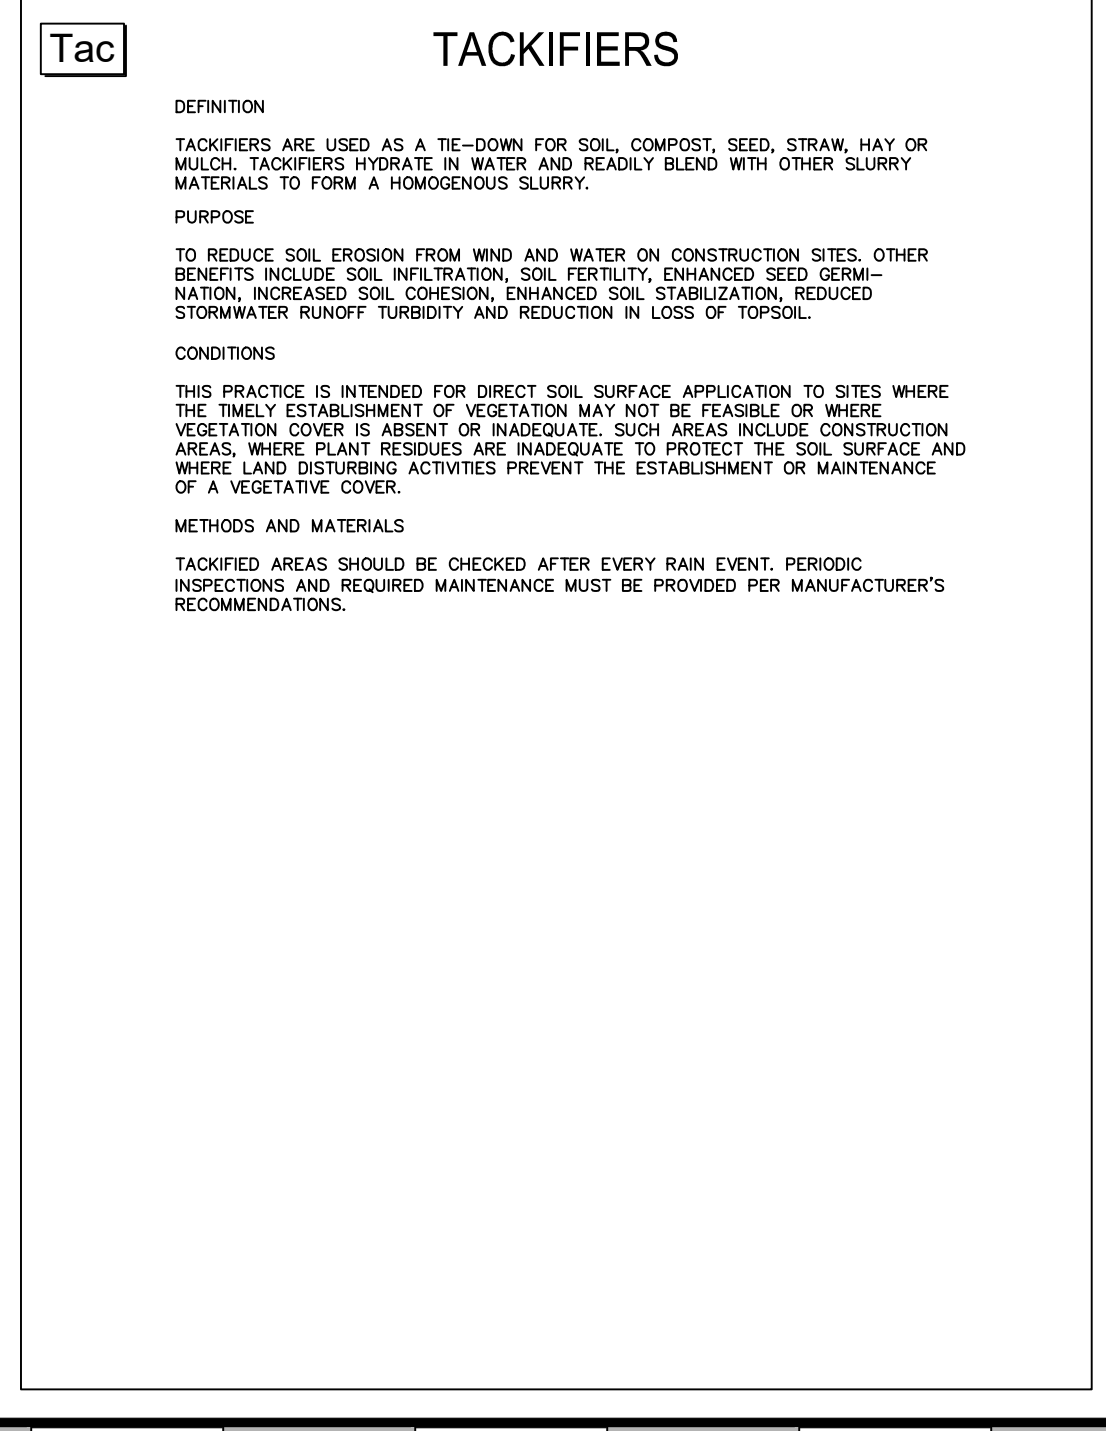 Tac
TACKIFIERS
DEFINITION
TACKIFIERS ARE USED AS A TIE–DOWN FOR SOIL, COMPOST, SEED, STRAW, HAY OR
MULCH. TACKIFIERS HYDRATE IN WATER AND READILY BLEND WITH OTHER SLURRY
MATERIALS TO FORM A HOMOGENOUS SLURRY.
PURPOSE
TO REDUCE SOIL EROSION FROM WIND AND WATER ON CONSTRUCTION SITES. OTHER
BENEFITS INCLUDE SOIL INFILTRATION, SOIL FERTILITY, ENHANCED SEED GERMI–
NATION, INCREASED SOIL COHESION, ENHANCED SOIL STABILIZATION, REDUCED
STORMWATER RUNOFF TURBIDITY AND REDUCTION IN LOSS OF TOPSOIL.
CONDITIONS
THIS PRACTICE IS INTENDED FOR DIRECT SOIL SURFACE APPLICATION TO SITES WHERE
THE TIMELY ESTABLISHMENT OF VEGETATION MAY NOT BE FEASIBLE OR WHERE
VEGETATION COVER IS ABSENT OR INADEQUATE. SUCH AREAS INCLUDE CONSTRUCTION
AREAS, WHERE PLANT RESIDUES ARE INADEQUATE TO PROTECT THE SOIL SURFACE AND
WHERE LAND DISTURBING ACTIVITIES PREVENT THE ESTABLISHMENT OR MAINTENANCE
OF A VEGETATIVE COVER.
METHODS AND MATERIALS
TACKIFIED AREAS SHOULD BE CHECKED AFTER EVERY RAIN EVENT. PERIODIC
INSPECTIONS AND REQUIRED MAINTENANCE MUST BE PROVIDED PER MANUFACTURER'S
RECOMMENDATIONS.